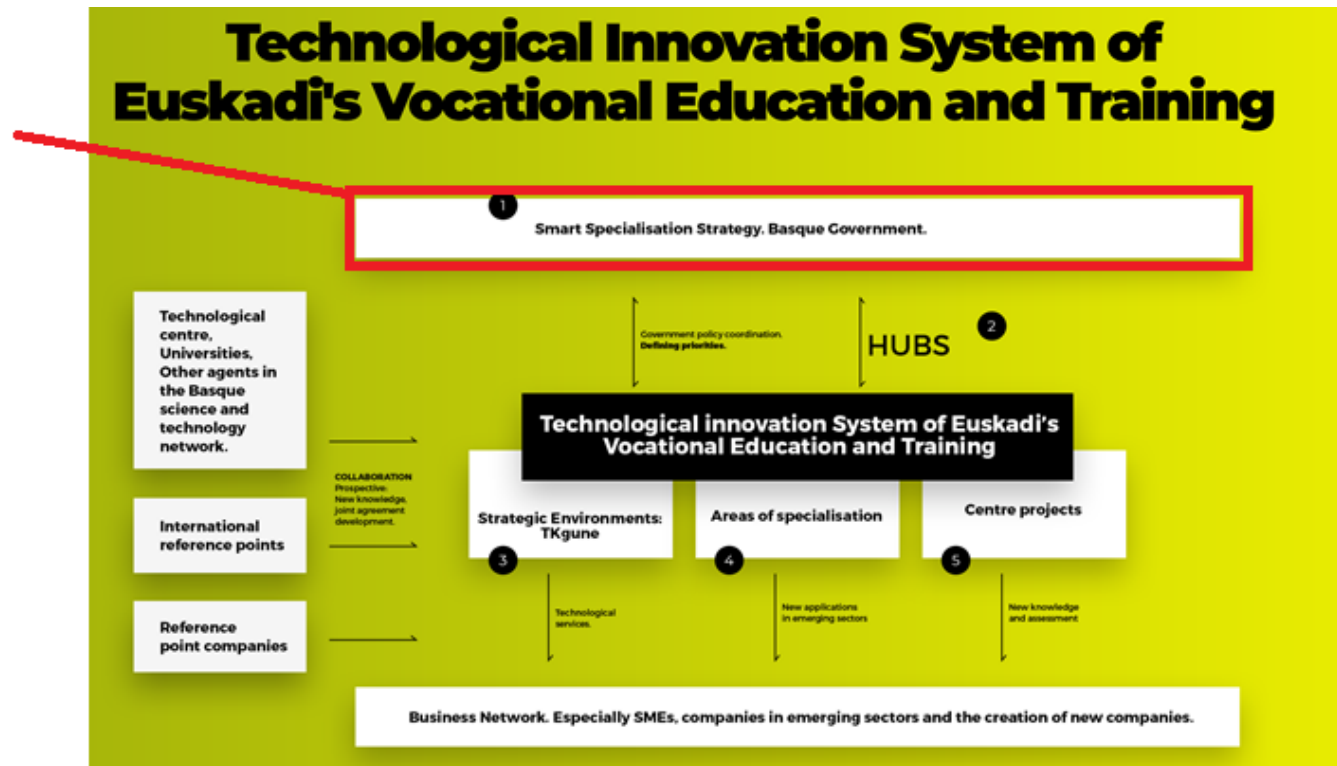 Technological Innovation System of
Euskadi's Vocational Education and Training
1
Smart Specialisation Strategy. Basque Government.
Technological
centre,
Universities,
Other agents in
the Basque
science and
technology
network.
Government policy coordination.
Defining priorities.
HUBS
2
Technological innovation System of Euskadi's
Vocational Education and Training
COLLABORATION
Prospective:
New knowledge,
joint agreement
development.
International
reference points
Strategic Environments:
TKgune
3
Areas of specialisation
4
Centre projects
5
Reference
point companies
Technological
services.
New applications
in emerging sectors
New knowledge
and assessment
Business Network. Especially SMEs, companies in emerging sectors and the creation of new companies.